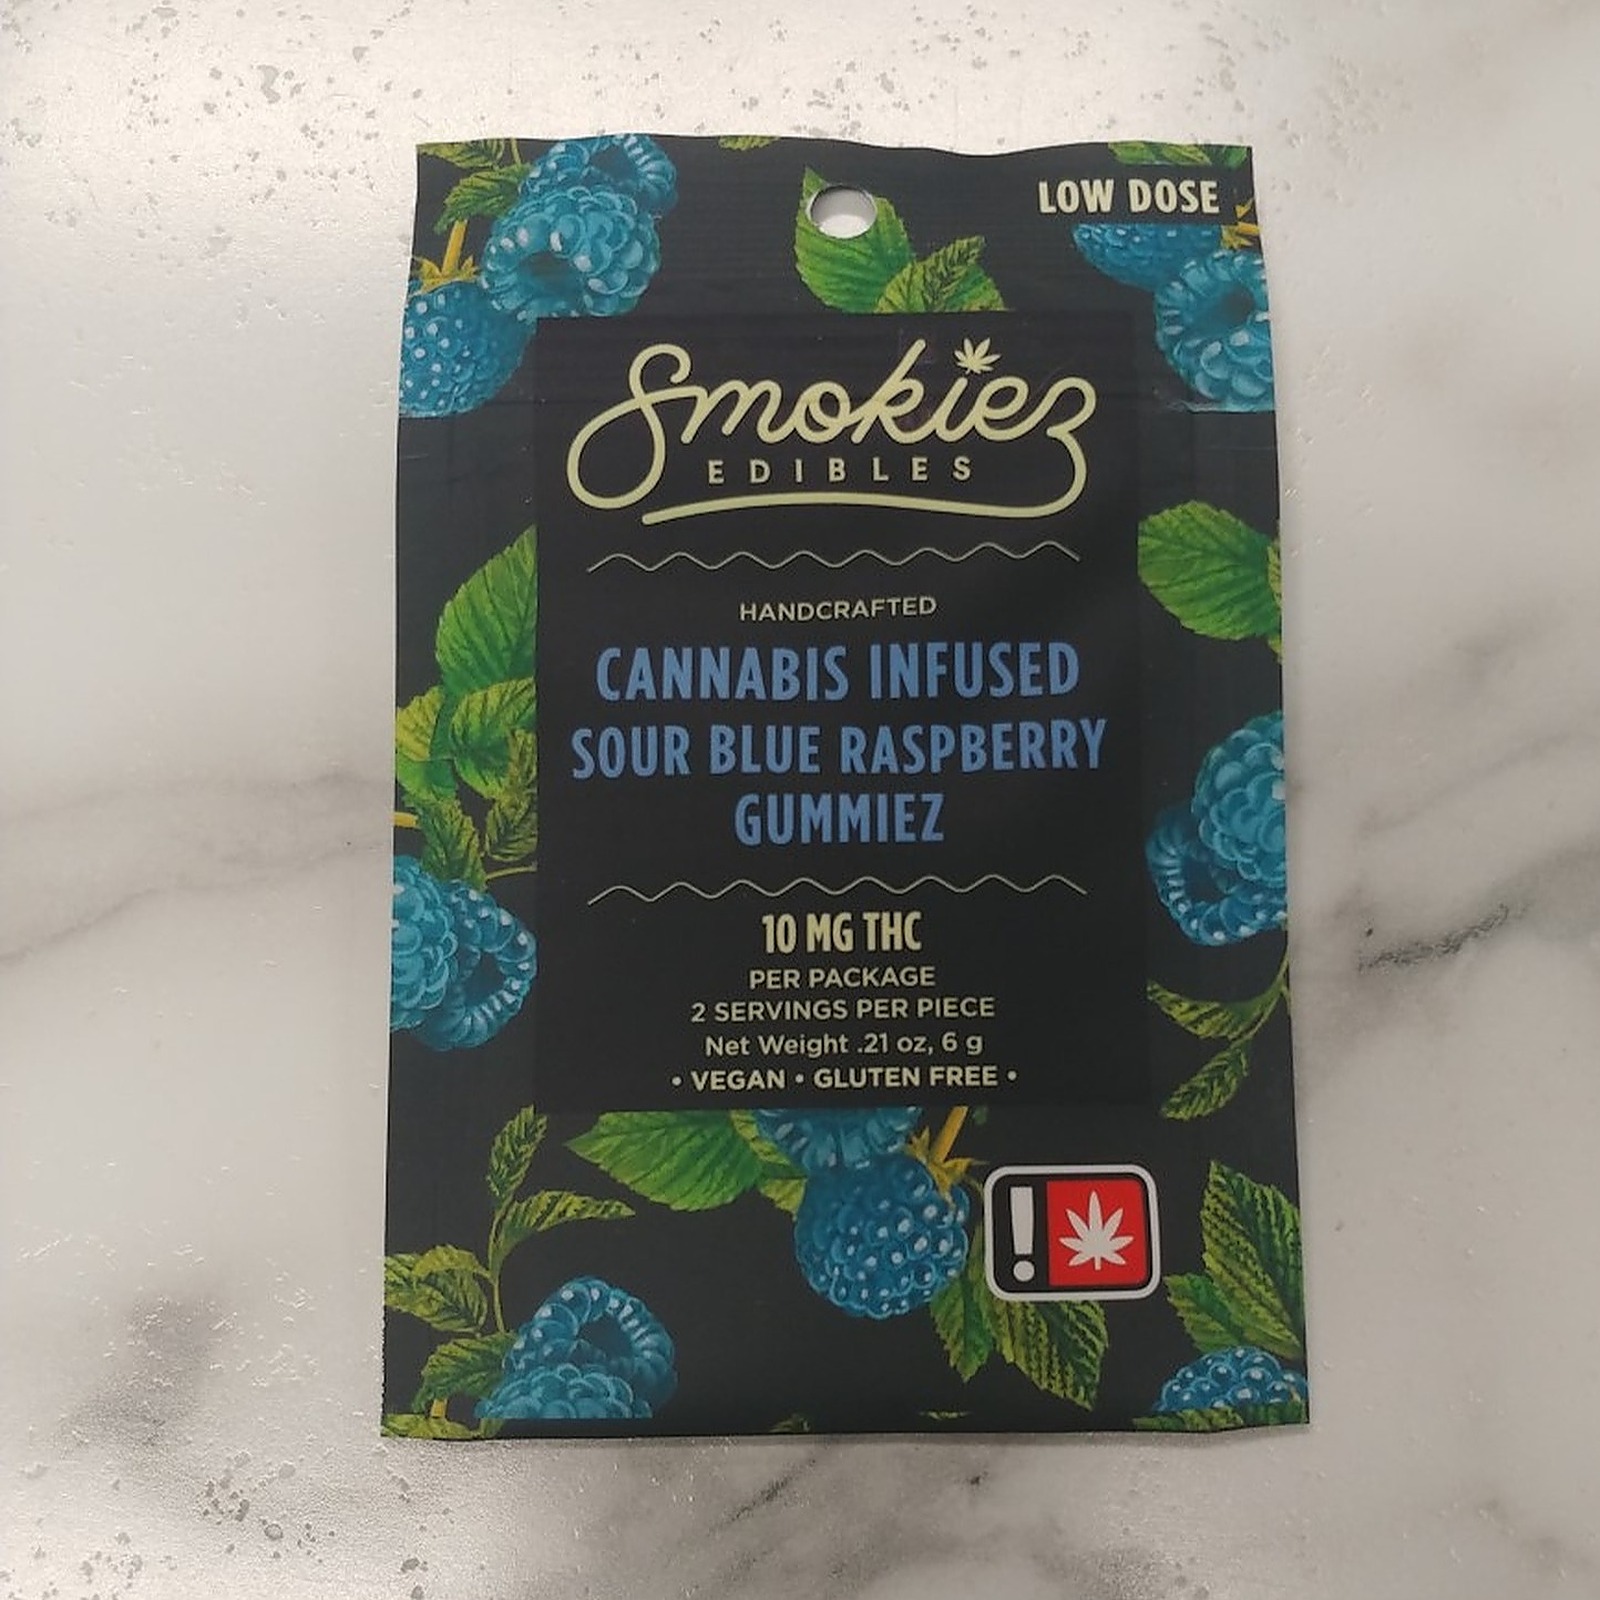 LOW DOSE
Smokiez
EDIBLES
HANDCRAFTED
CANNABIS INFUSED
SOUR BLUE RASPBERRY
GUMMIEZ
10 MG THC
PER PACKAGE
2 SERVINGS PER PIECE
Net Weight .21 oz, 6 g
• VEGAN • GLUTEN FREE •
!